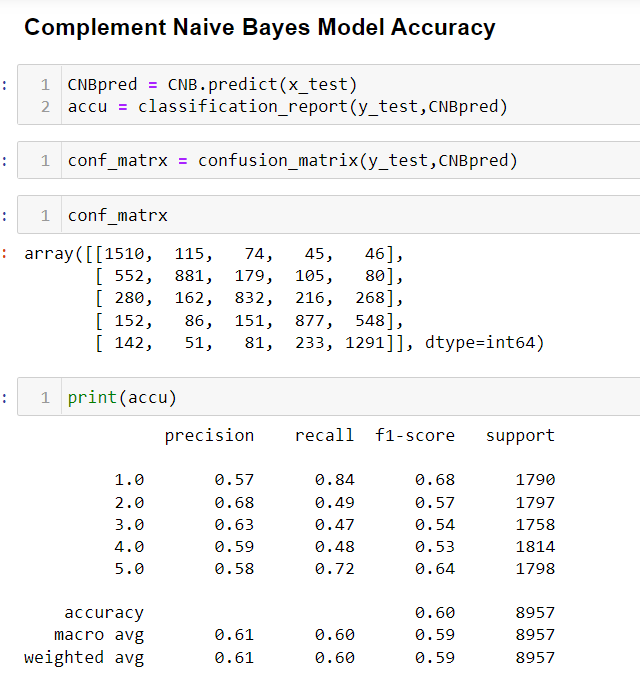 Complement Naive Bayes Model Accuracy
: 1 CNBpred = CNB.predict(x_test)
2 accu = classification_report(y_test,CNBpred)
: 1 conf_matrx = confusion_matrix(y_test,CNBpred)
: 1 conf_matrx
: array([[1510, 115, 74, 45, 46],
[ 552, 881, 179, 105, 80],
[ 280, 162, 832, 216, 268],
[ 152, 86, 151, 877, 548],
[ 142, 51, 81, 233, 1291]], dtype=int64)
: 1 print(accu)
precision recall f1-score support
1.0 0.57 0.84 0.68 1790
2.0 0.68 0.49 0.57 1797
3.0 0.63 0.47 0.54 1758
4.0 0.59 0.48 0.53 1814
5.0 0.58 0.72 0.64 1798
accuracy 0.60 8957
macro avg 0.61 0.60 0.59 8957
weighted avg 0.61 0.60 0.59 8957